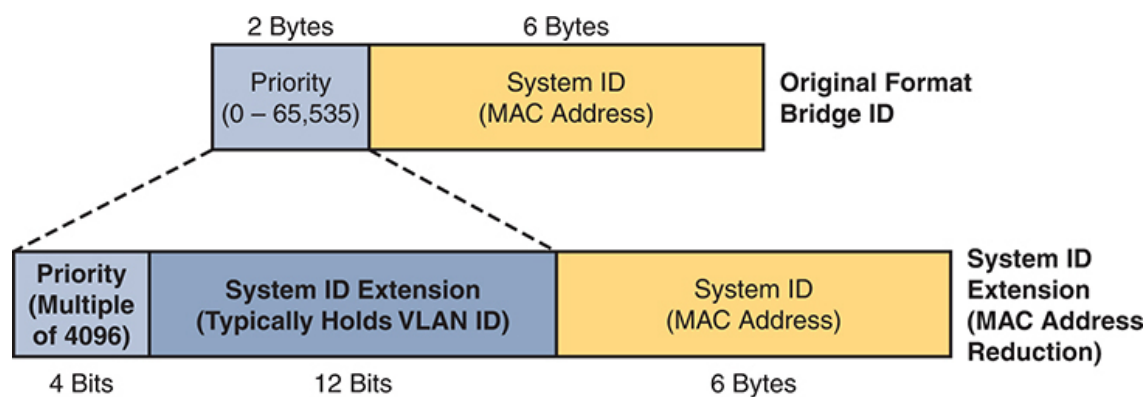 2 Bytes
6 Bytes
Priority
(0 – 65,535)
System ID
(MAC Address)
Original Format
Bridge ID
Priority
(Multiple
of 4096)
System ID Extension
(Typically Holds VLAN ID)
System ID
(MAC Address)
System ID
Extension
(MAC Address
Reduction)
4 Bits
12 Bits
6 Bytes